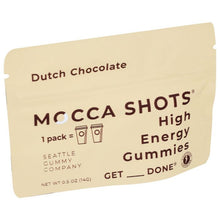 Dutch Chocolate
MOCCA SHOTS®
1 pack =
High
Energy
Gummies
SEATTLE
GUMMY
COMPANY
GET ___ DONE®
NET WT 0.5 OZ (14G)